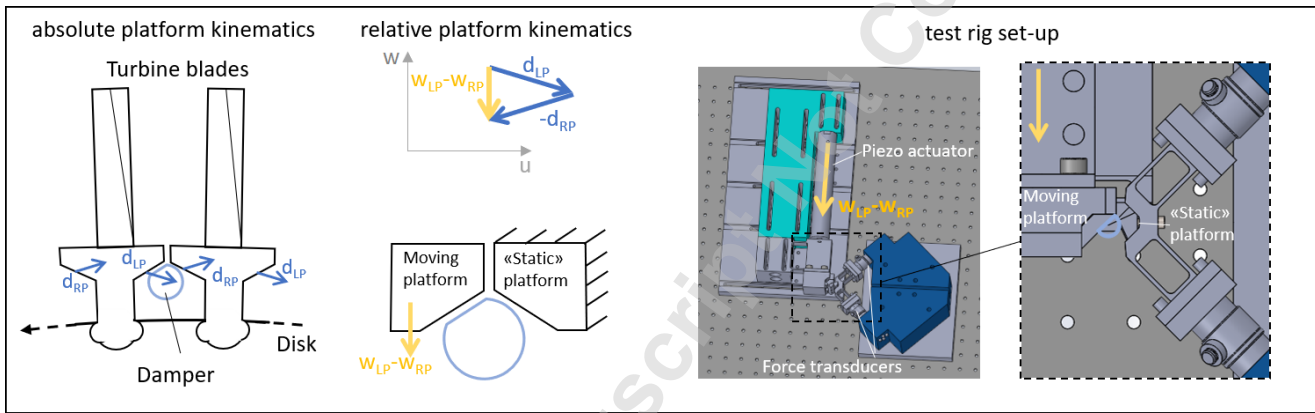 absolute platform kinematics
Turbine blades
d_RP
d_LP
d_RP
d_LP
Disk
Damper
relative platform kinematics
w
w_LP-w_RP
d_LP
-d_RP
u
Moving
platform
«Static»
platform
w_LP-w_RP
test rig set-up
Piezo actuator
w_LP-w_RP
Force transducers
Moving
platform
«Static»
platform